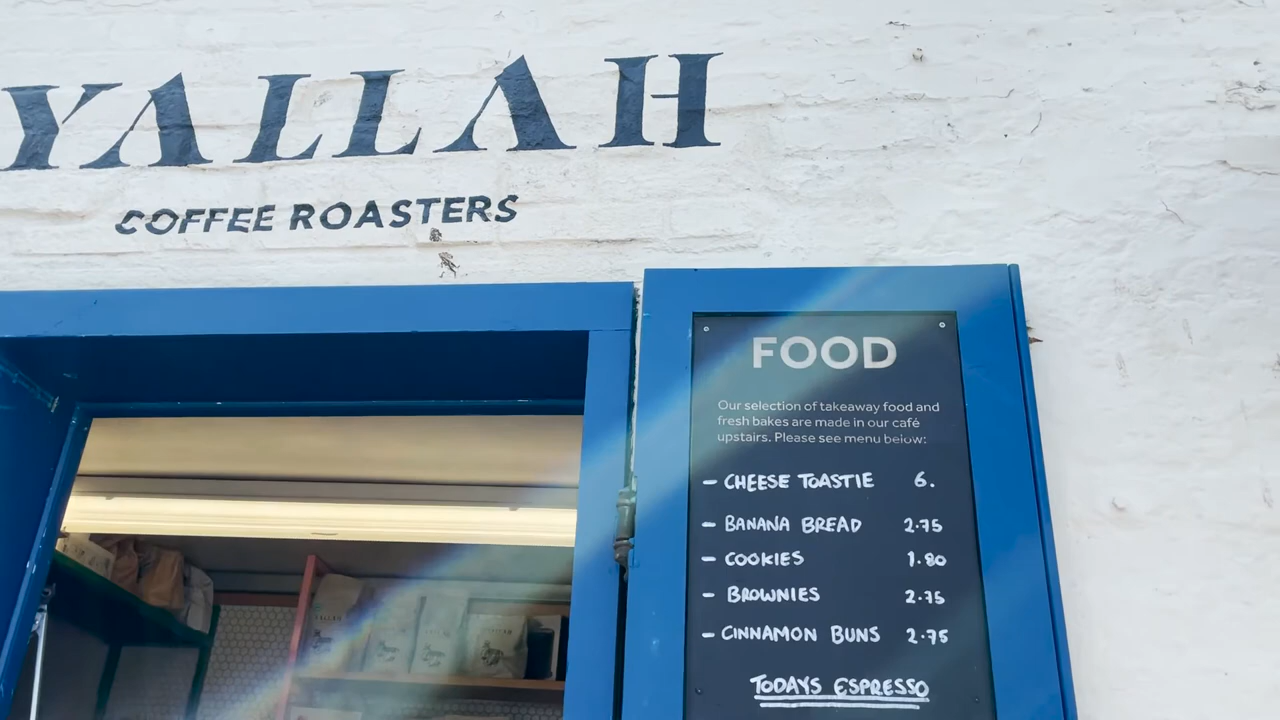 YALLAH
COFFEE ROASTERS
FOOD
Our selection of takeaway food and
fresh bakes are made in our café
upstairs. Please see menu below:
- CHEESE TOASTIE 6.
- BANANA BREAD 2.75
- COOKIES 1.80
- BROWNIES 2.75
- CINNAMON BUNS 2.75
TODAYS ESPRESSO
YALLAH